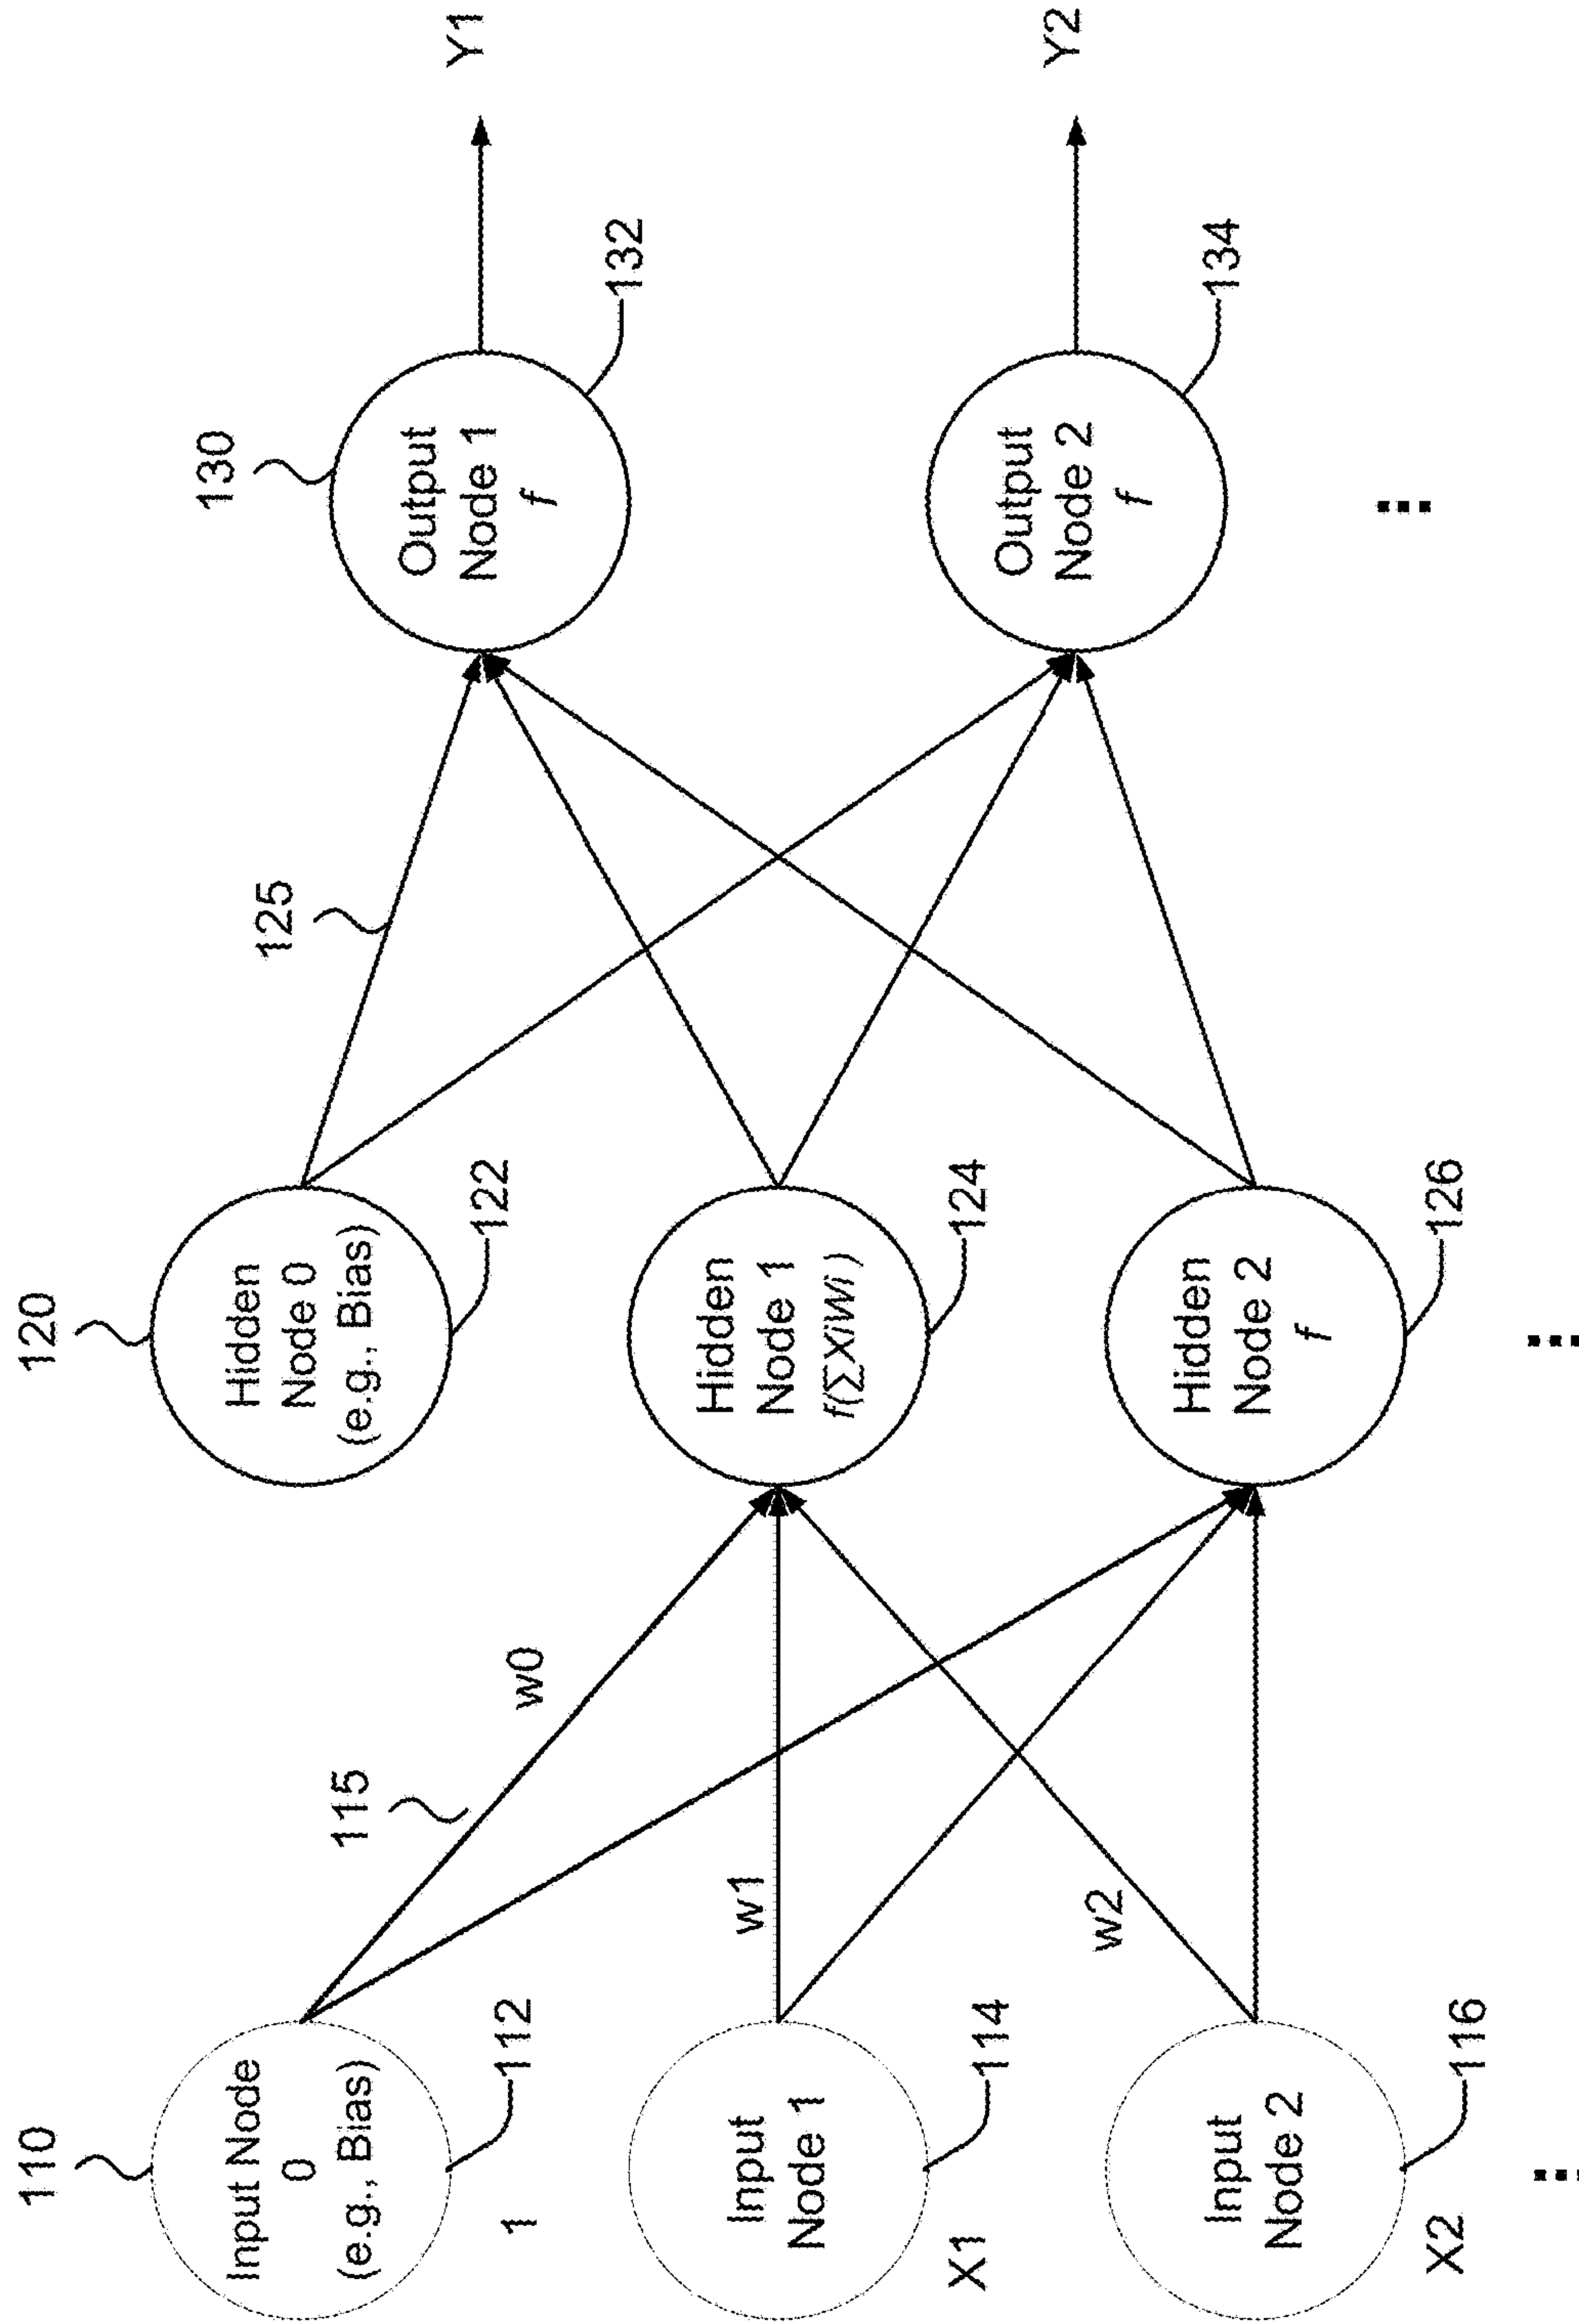 110
Input Node
0
(e.g., Bias)
112
1
Input
Node 1
114
X1
Input
Node 2
116
X2
...
115
w0
w1
w2
120
Hidden
Node 0
(e.g., Bias)
122
Hidden
Node 1
f(∑XiWi )
124
Hidden
Node 2
f
126
...
125
130
Output
Node 1
f
132
Output
Node 2
f
134
...
Y1
Y2